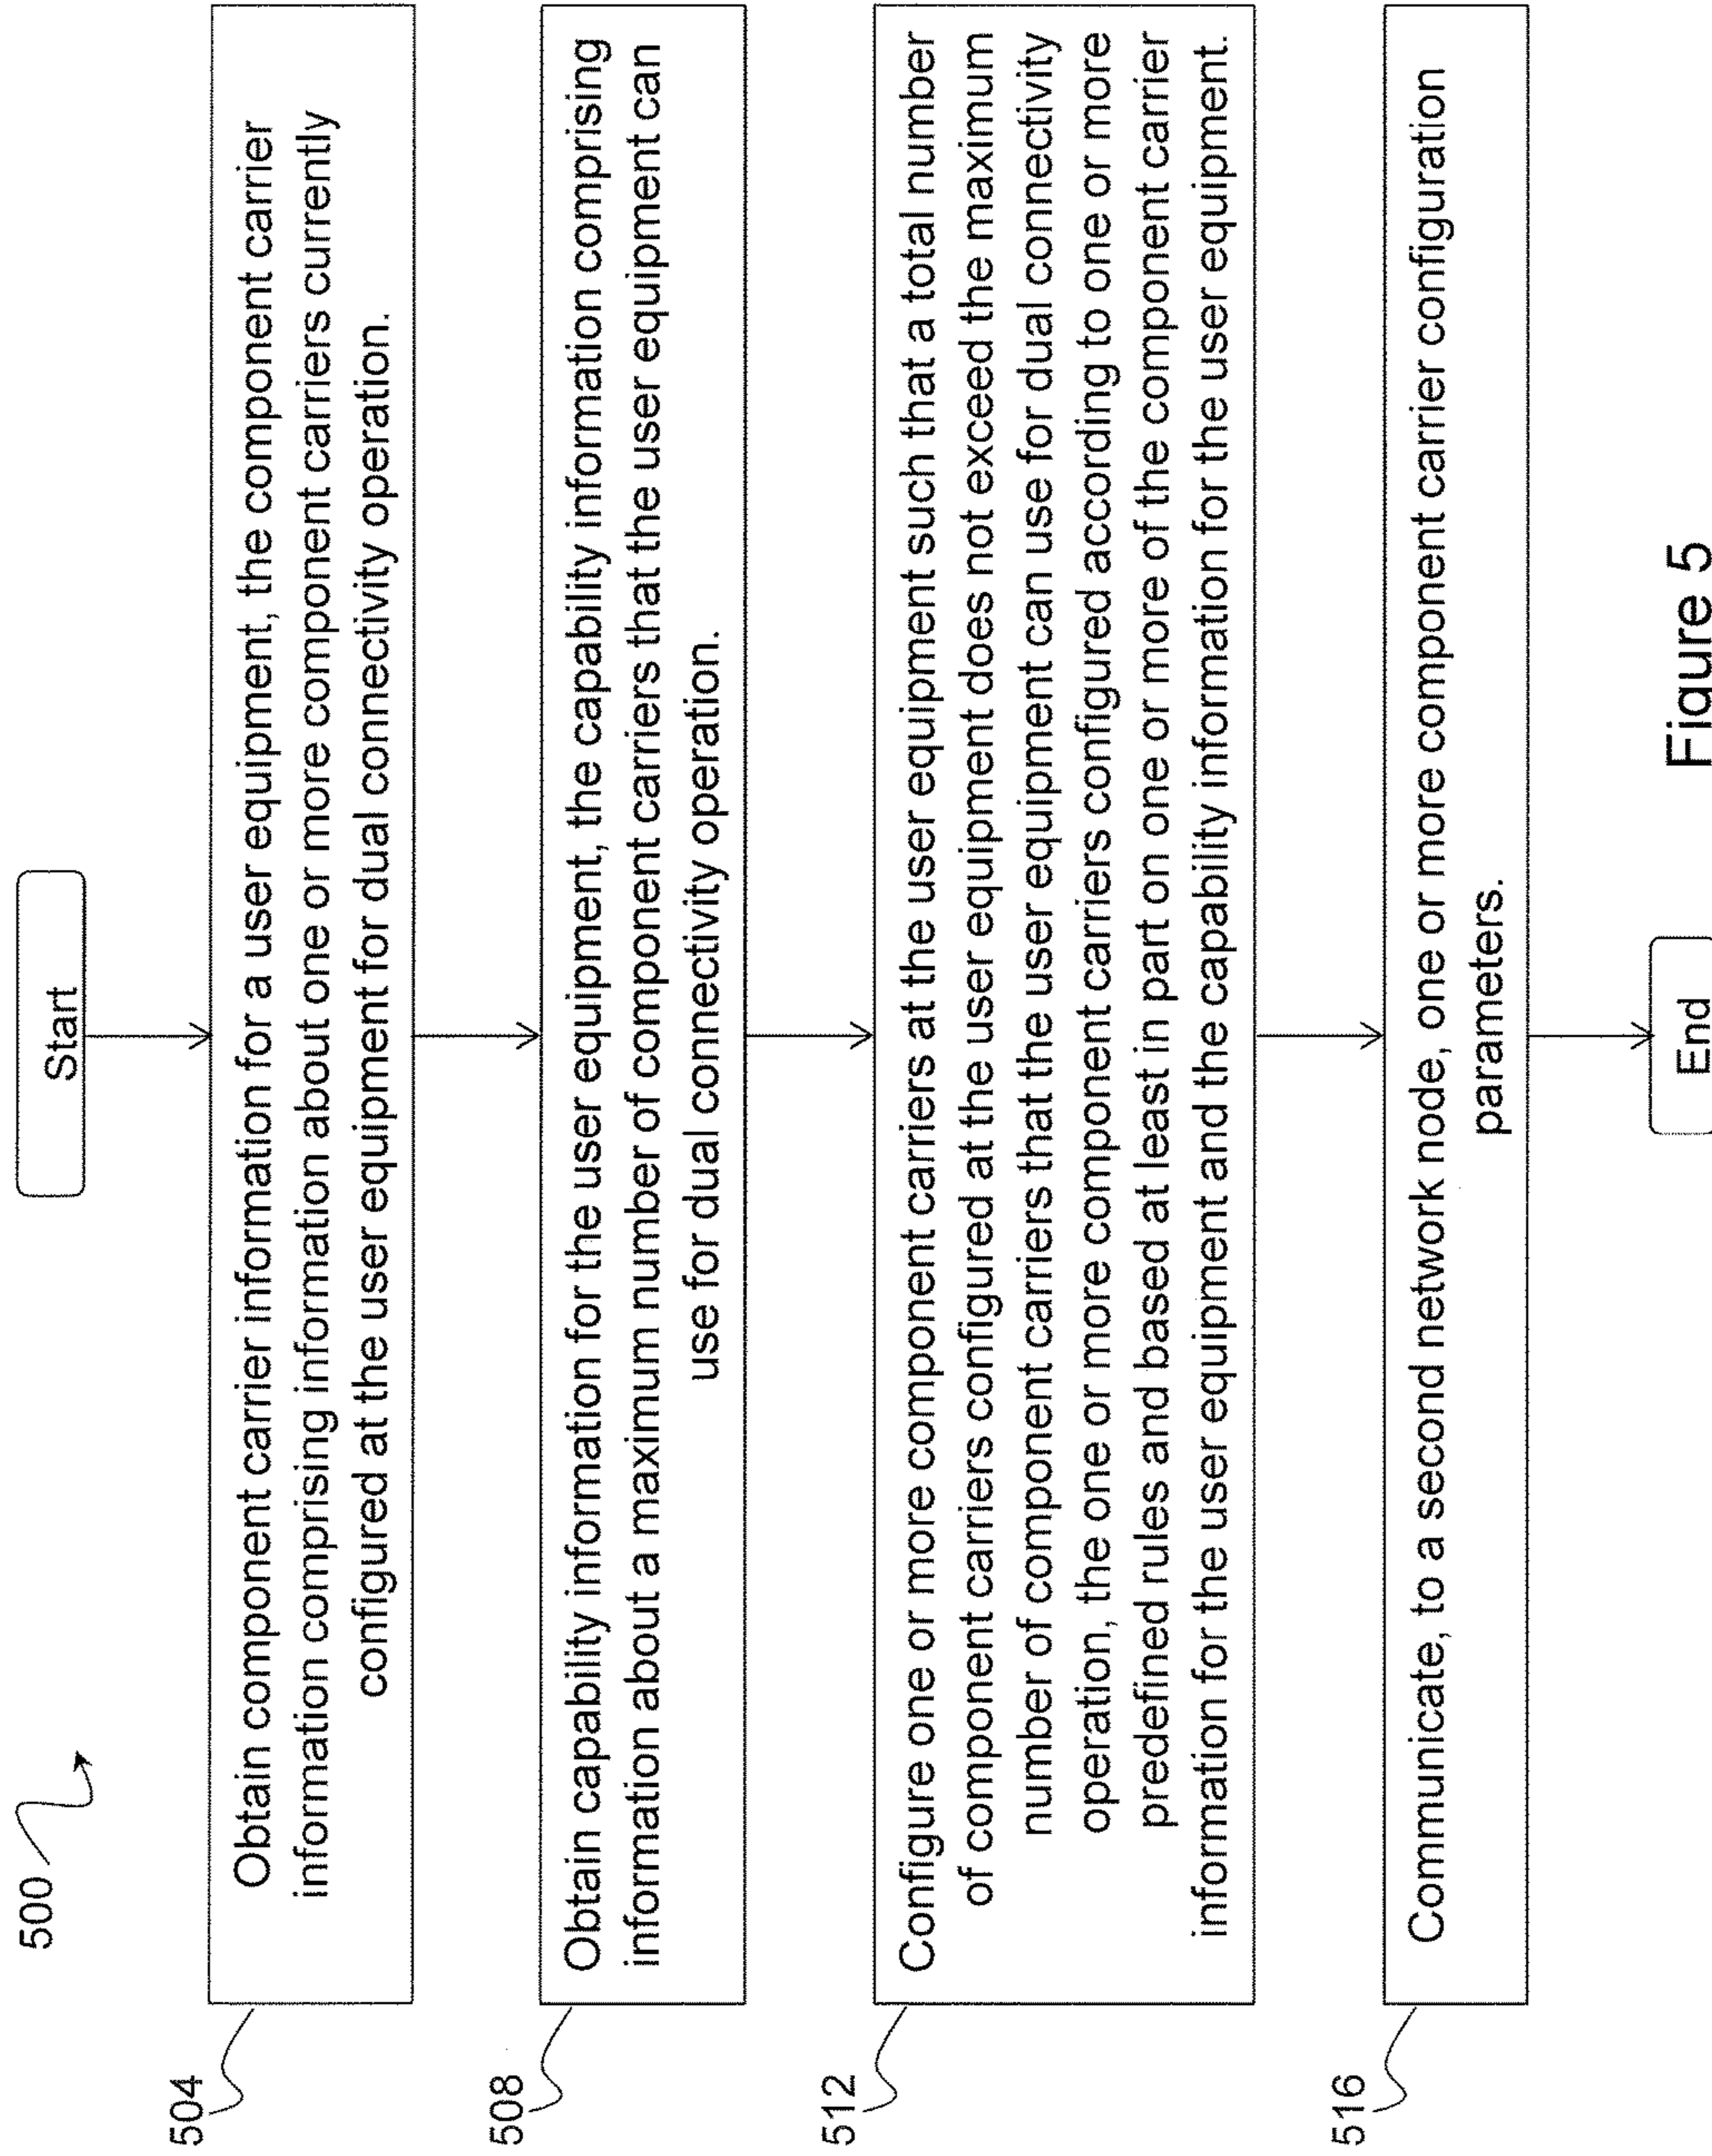 500
Start
504
Obtain component carrier information for a user equipment, the component carrier
information comprising information about one or more component carriers currently
configured at the user equipment for dual connectivity operation.
508
Obtain capability information for the user equipment, the capability information comprising
information about a maximum number of component carriers that the user equipment can
use for dual connectivity operation.
512
Configure one or more component carriers at the user equipment such that a total number
of component carriers configured at the user equipment does not exceed the maximum
number of component carriers that the user equipment can use for dual connectivity
operation, the one or more component carriers configured according to one or more
predefined rules and based at least in part on one or more of the component carrier
information for the user equipment and the capability information for the user equipment.
516
Communicate, to a second network node, one or more component carrier configuration
parameters.
End
Figure 5